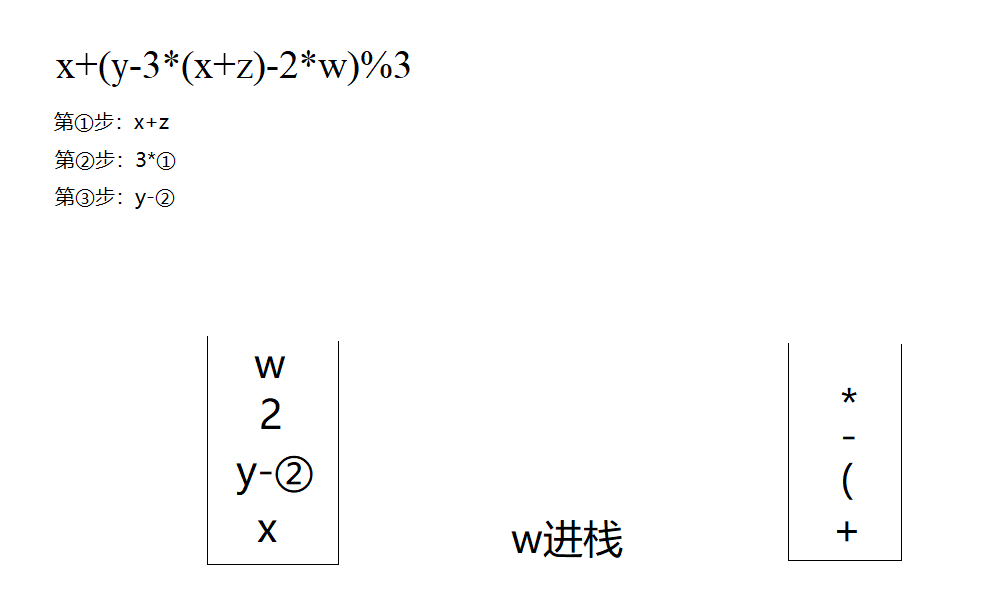 x+(y-3*(x+z)-2*w)%3
第①步：x+z
第②步：3*①
第③步：y-②
w
2
y-②
x
w进栈
*
-
(
+